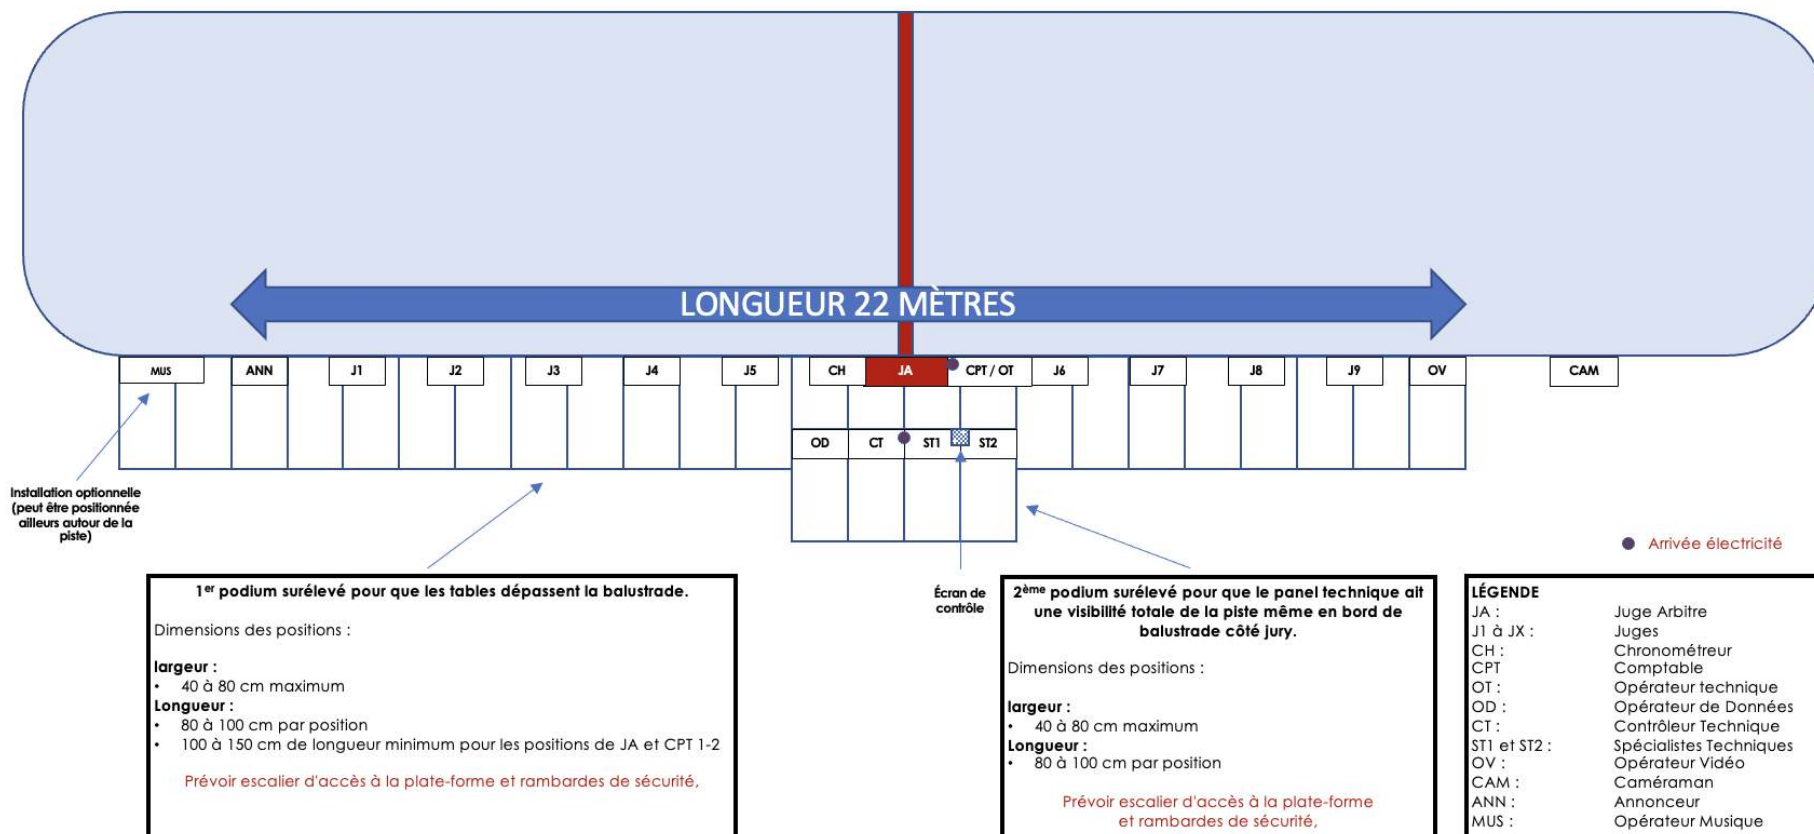 LONGUEUR 22 MÈTRES
MUS
ANN
J1
J2
J3
J4
J5
CH
JA
CPT / OT
J6
J7
J8
J9
OV
CAM
OD
CT
ST1
ST2
Installation optionnelle
(peut être positionnée
ailleurs autour de la
piste)
Écran de
contrôle
Arrivée électricité
1er podium surélevé pour que les tables dépassent la balustrade.
Dimensions des positions :
largeur :
• 40 à 80 cm maximum
Longueur :
• 80 à 100 cm par position
• 100 à 150 cm de longueur minimum pour les positions de JA et CPT 1-2
Prévoir escalier d'accès à la plate-forme et rambardes de sécurité,
2ème podium surélevé pour que le panel technique ait
une visibilité totale de la piste même en bord de
balustrade côté jury.
Dimensions des positions :
largeur :
• 40 à 80 cm maximum
Longueur :
• 80 à 100 cm par position
Prévoir escalier d'accès à la plate-forme
et rambardes de sécurité,
LÉGENDE
JA : Juge Arbitre
J1 à JX : Juges
CH : Chronométreur
CPT Comptable
OT : Opérateur technique
OD : Opérateur de Données
CT : Contrôleur Technique
ST1 et ST2 : Spécialistes Techniques
OV : Opérateur Vidéo
CAM : Caméraman
ANN : Annonceur
MUS : Opérateur Musique